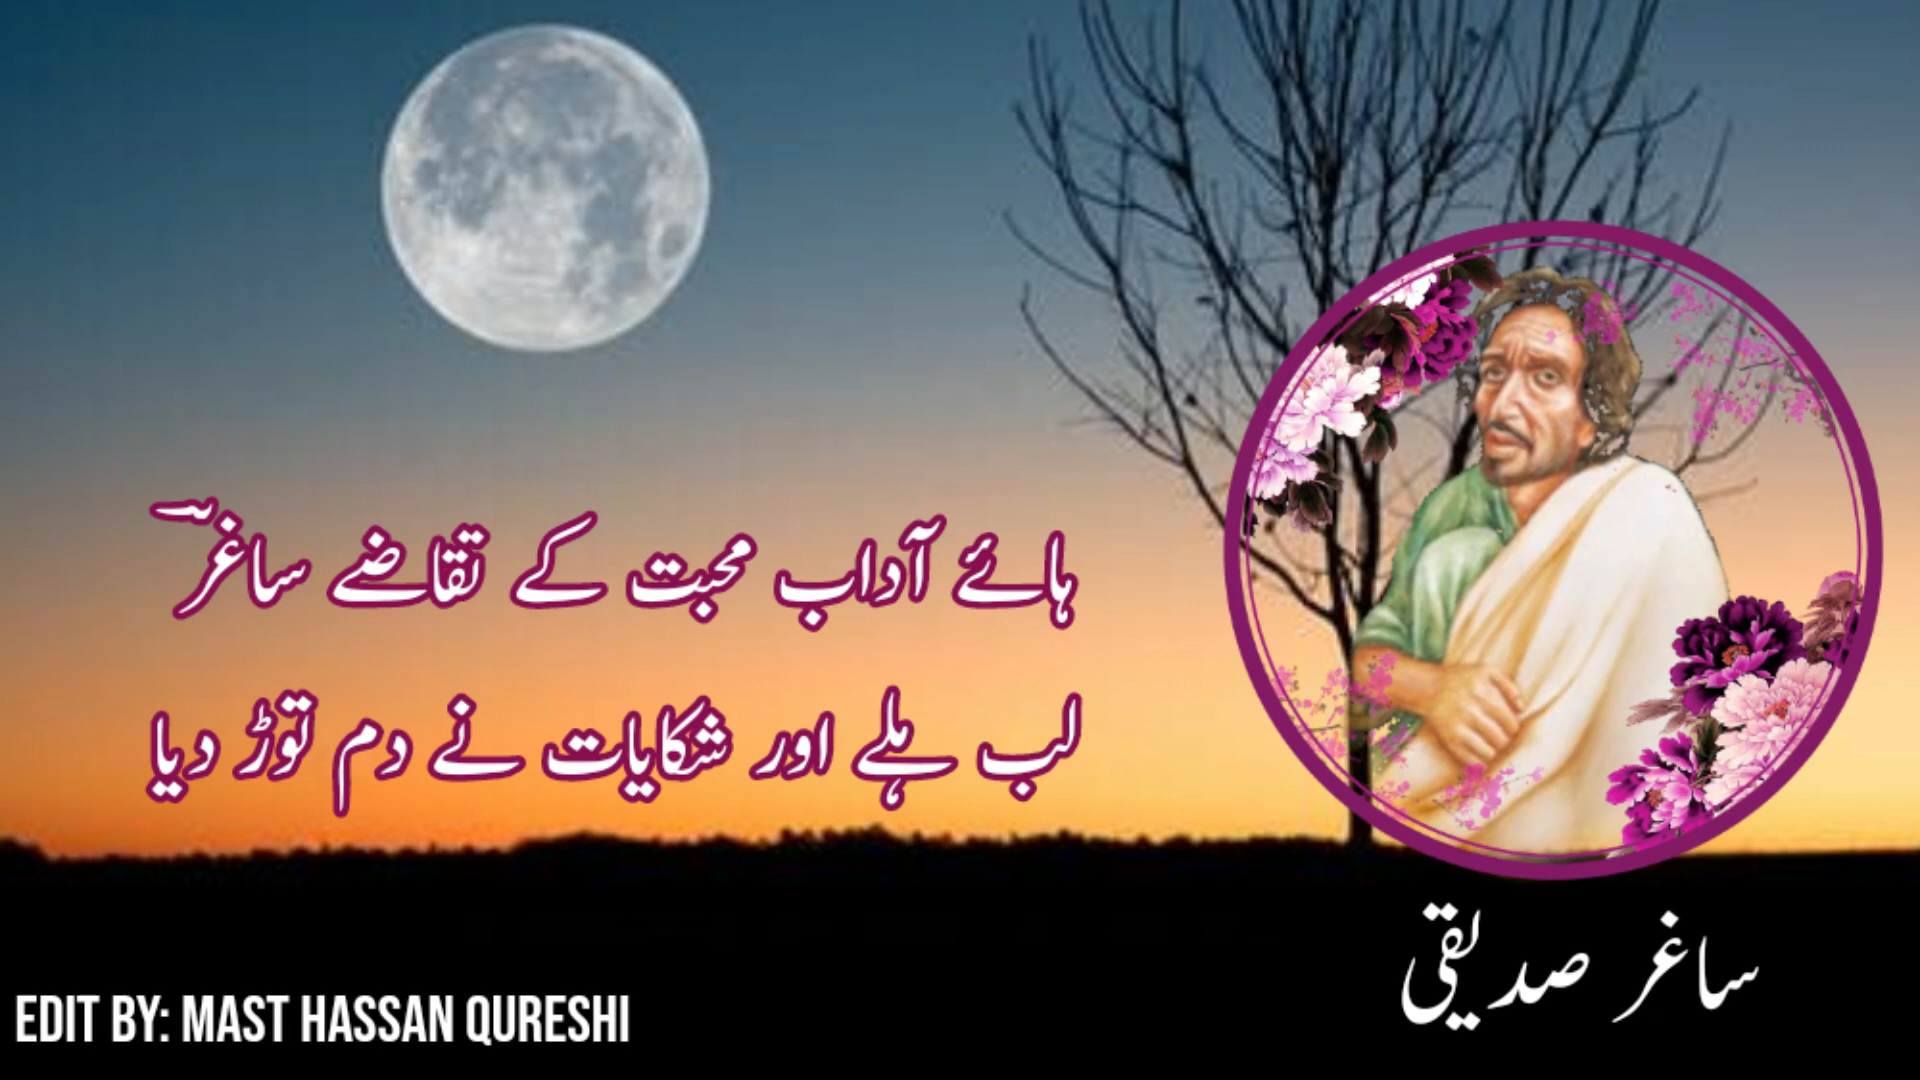 ہائے آداب محبت کے تقاضے ساغرؔ
لب ہلے اور شکایات نے دم توڑ دیا
ساغر صدیقی
EDIT BY: MAST HASSAN QURESHI